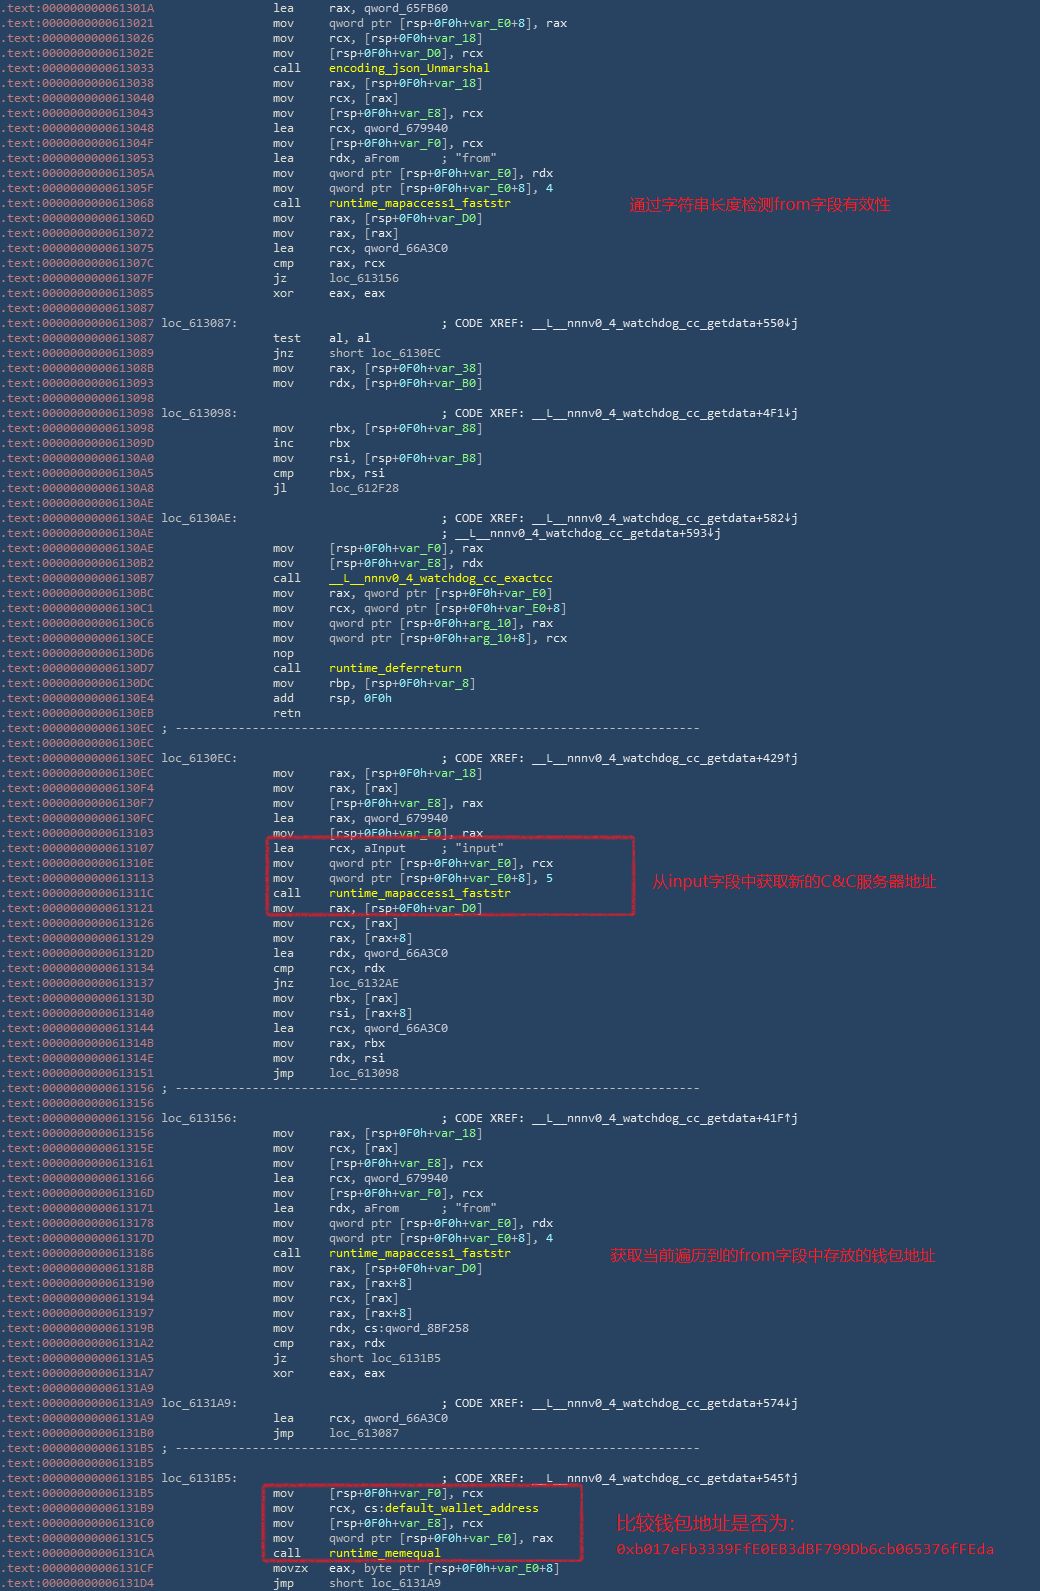 .text:000000000061301A lea rax, qword_65FB60
.text:0000000000613021 mov qword ptr [rsp+0F0h+var_E0+8], rax
.text:0000000000613026 mov rcx, [rsp+0F0h+var_18]
.text:000000000061302E mov [rsp+0F0h+var_D0], rcx
.text:0000000000613033 call encoding_json_Unmarshal
.text:0000000000613038 mov rax, [rsp+0F0h+var_18]
.text:0000000000613040 mov rcx, [rax]
.text:0000000000613043 mov [rsp+0F0h+var_E8], rcx
.text:0000000000613048 lea rcx, qword_679940
.text:000000000061304F mov [rsp+0F0h+var_F0], rcx
.text:0000000000613053 lea rdx, aFrom ; "from"
.text:000000000061305A mov qword ptr [rsp+0F0h+var_E0], rdx
.text:000000000061305F mov qword ptr [rsp+0F0h+var_E0+8], 4
.text:0000000000613068 call runtime_mapaccess1_faststr 通过字符串长度检测from字段有效性
.text:000000000061306D mov rax, [rsp+0F0h+var_D0]
.text:0000000000613072 mov rax, [rax]
.text:0000000000613075 lea rcx, qword_66A3C0
.text:000000000061307C cmp rax, rcx
.text:000000000061307F jz loc_613156
.text:0000000000613085 xor eax, eax
.text:0000000000613087
.text:0000000000613087 loc_613087: ; CODE XREF: __L__nnnv0_4_watchdog_cc_getdata+550↓j
.text:0000000000613087 test al, al
.text:0000000000613089 jnz short loc_6130EC
.text:000000000061308B mov rax, [rsp+0F0h+var_38]
.text:0000000000613093 mov rdx, [rsp+0F0h+var_B0]
.text:0000000000613098
.text:0000000000613098 loc_613098: ; CODE XREF: __L__nnnv0_4_watchdog_cc_getdata+4F1↓j
.text:0000000000613098 mov rbx, [rsp+0F0h+var_88]
.text:000000000061309D inc rbx
.text:00000000006130A0 mov rsi, [rsp+0F0h+var_B8]
.text:00000000006130A5 cmp rbx, rsi
.text:00000000006130A8 jl loc_612F28
.text:00000000006130AE
.text:00000000006130AE loc_6130AE: ; CODE XREF: __L__nnnv0_4_watchdog_cc_getdata+582↓j
.text:00000000006130AE ; __L__nnnv0_4_watchdog_cc_getdata+593↓j
.text:00000000006130AE mov [rsp+0F0h+var_F0], rax
.text:00000000006130B2 mov [rsp+0F0h+var_E8], rdx
.text:00000000006130B7 call __L__nnnv0_4_watchdog_cc_exactcc
.text:00000000006130BC mov rax, qword ptr [rsp+0F0h+var_E0]
.text:00000000006130C1 mov rcx, qword ptr [rsp+0F0h+var_E0+8]
.text:00000000006130C6 mov qword ptr [rsp+0F0h+arg_10], rax
.text:00000000006130CE mov qword ptr [rsp+0F0h+arg_10+8], rcx
.text:00000000006130D6 nop
.text:00000000006130D7 call runtime_deferreturn
.text:00000000006130DC mov rbp, [rsp+0F0h+var_8]
.text:00000000006130E4 add rsp, 0F0h
.text:00000000006130EB retn
.text:00000000006130EC ; ---------------------------------------------------------------------------
.text:00000000006130EC
.text:00000000006130EC loc_6130EC: ; CODE XREF: __L__nnnv0_4_watchdog_cc_getdata+429↑j
.text:00000000006130EC mov rax, [rsp+0F0h+var_18]
.text:00000000006130F4 mov rax, [rax]
.text:00000000006130F7 mov [rsp+0F0h+var_E8], rax
.text:00000000006130FC lea rax, qword_679940
.text:0000000000613103 mov [rsp+0F0h+var_F0], rax
.text:0000000000613107 lea rcx, aInput ; "input"
.text:000000000061310E mov qword ptr [rsp+0F0h+var_E0], rcx
.text:0000000000613113 mov qword ptr [rsp+0F0h+var_E0+8], 5 从input字段中获取新的C&C服务器地址
.text:000000000061311C call runtime_mapaccess1_faststr
.text:0000000000613121 mov rax, [rsp+0F0h+var_D0]
.text:0000000000613126 mov rcx, [rax]
.text:0000000000613129 mov rax, [rax+8]
.text:000000000061312D lea rdx, qword_66A3C0
.text:0000000000613134 cmp rcx, rdx
.text:0000000000613137 jnz loc_6132AE
.text:000000000061313D mov rbx, [rax]
.text:0000000000613140 mov rsi, [rax+8]
.text:0000000000613144 lea rcx, qword_66A3C0
.text:000000000061314B mov rax, rbx
.text:000000000061314E mov rdx, rsi
.text:0000000000613151 jmp loc_613098
.text:0000000000613156 ; ---------------------------------------------------------------------------
.text:0000000000613156
.text:0000000000613156 loc_613156: ; CODE XREF: __L__nnnv0_4_watchdog_cc_getdata+41F↑j
.text:0000000000613156 mov rax, [rsp+0F0h+var_18]
.text:000000000061315E mov rcx, [rax]
.text:0000000000613161 mov [rsp+0F0h+var_E8], rcx
.text:0000000000613166 lea rcx, qword_679940
.text:000000000061316D mov [rsp+0F0h+var_F0], rcx
.text:0000000000613171 lea rdx, aFrom ; "from"
.text:0000000000613178 mov qword ptr [rsp+0F0h+var_E0], rdx
.text:000000000061317D mov qword ptr [rsp+0F0h+var_E0+8], 4
.text:0000000000613186 call runtime_mapaccess1_faststr 获取当前遍历到的from字段中存放的钱包地址
.text:000000000061318B mov rax, [rsp+0F0h+var_D0]
.text:0000000000613190 mov rax, [rax+8]
.text:0000000000613194 mov rcx, [rax]
.text:0000000000613197 mov rax, [rax+8]
.text:000000000061319B mov rdx, cs:qword_8BF258
.text:00000000006131A2 cmp rax, rdx
.text:00000000006131A5 jz short loc_6131B5
.text:00000000006131A7 xor eax, eax
.text:00000000006131A9
.text:00000000006131A9 loc_6131A9: ; CODE XREF: __L__nnnv0_4_watchdog_cc_getdata+574↓j
.text:00000000006131A9 lea rcx, qword_66A3C0
.text:00000000006131B0 jmp loc_613087
.text:00000000006131B5 ; ---------------------------------------------------------------------------
.text:00000000006131B5
.text:00000000006131B5 loc_6131B5: ; CODE XREF: __L__nnnv0_4_watchdog_cc_getdata+545↑j
.text:00000000006131B5 mov [rsp+0F0h+var_F0], rcx
.text:00000000006131B9 mov rcx, cs:default_wallet_address
.text:00000000006131C0 mov [rsp+0F0h+var_E8], rcx 比较钱包地址是否为:
.text:00000000006131C5 mov qword ptr [rsp+0F0h+var_E0], rax
.text:00000000006131CA call runtime_memequal 0xb017eFb3339FfE0EB3dBF799Db6cb065376fFEda
.text:00000000006131CF movzx eax, byte ptr [rsp+0F0h+var_E0+8]
.text:00000000006131D4 jmp short loc_6131A9